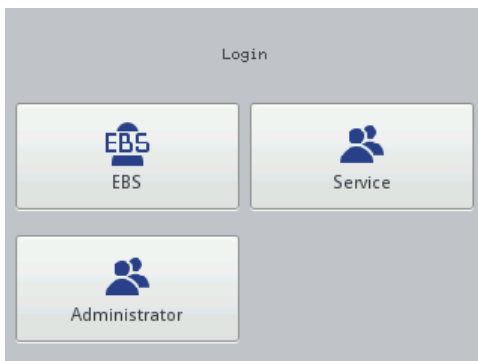 Login
EBS
EBS
Service
Administrator